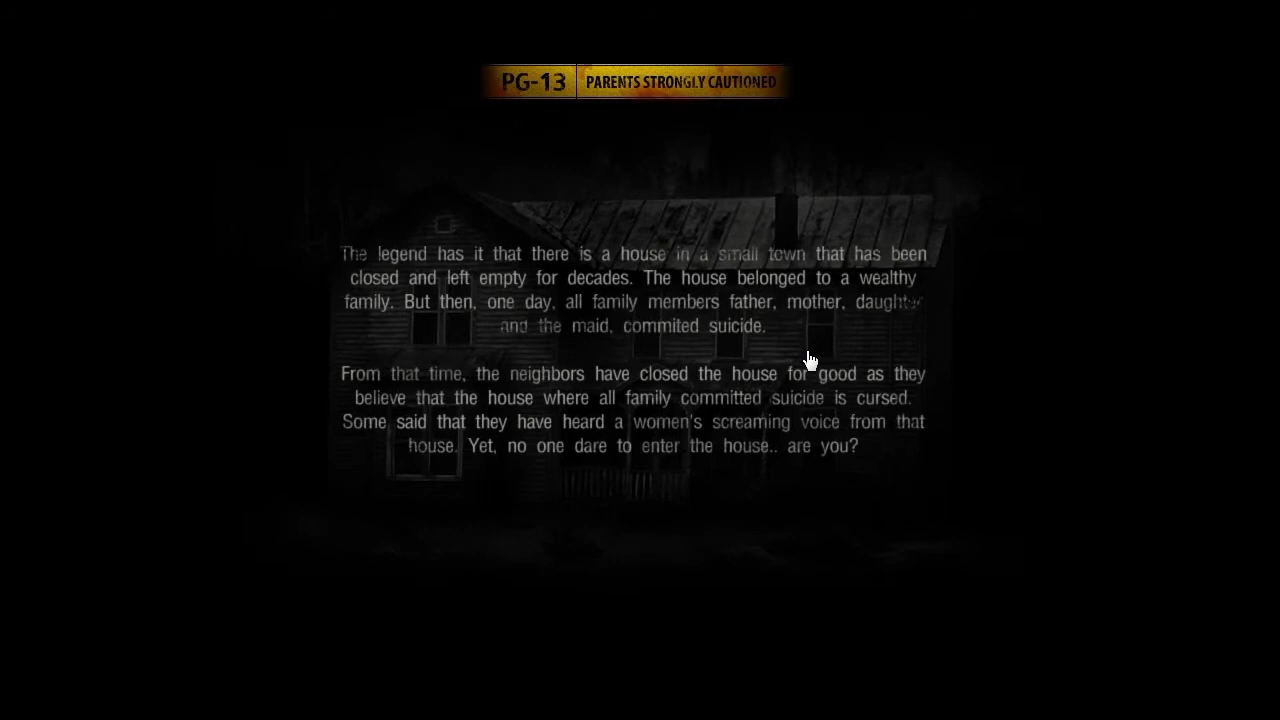 PG-13 PARENTS STRONGLY CAUTIONED
The legend has it that there is a house in a small town that has been
closed and left empty for decades. The house belonged to a wealthy
family. But then, one day, all family members father, mother, daughter
and the maid, commited suicide.
From that time, the neighbors have closed the house for good as they
believe that the house where all family committed suicide is cursed.
Some said that they have heard a women's screaming voice from that
house. Yet, no one dare to enter the house.. are you?